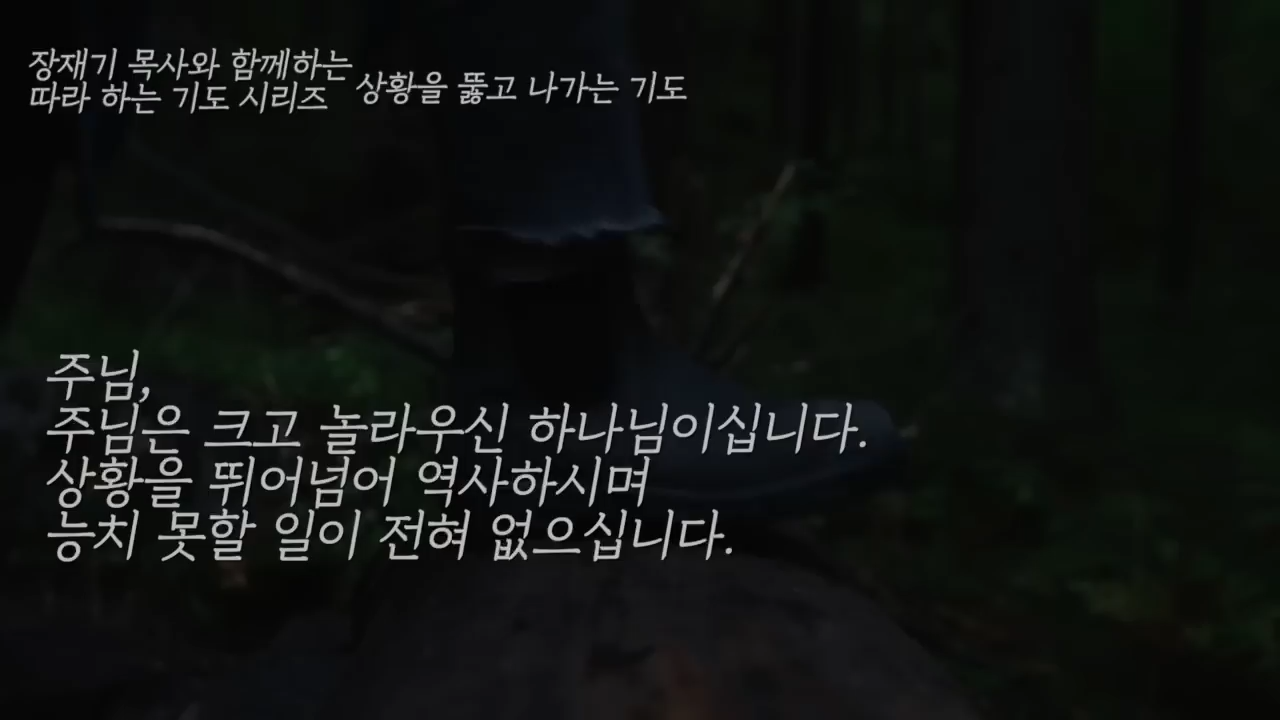 장재기 목사와 함께하는
따라 하는 기도 시리즈
상황을 뚫고 나가는 기도
주님,
주님은 크고 놀라우신 하나님이십니다.
상황을 뛰어넘어 역사하시며
능치 못할 일이 전혀 없으십니다.